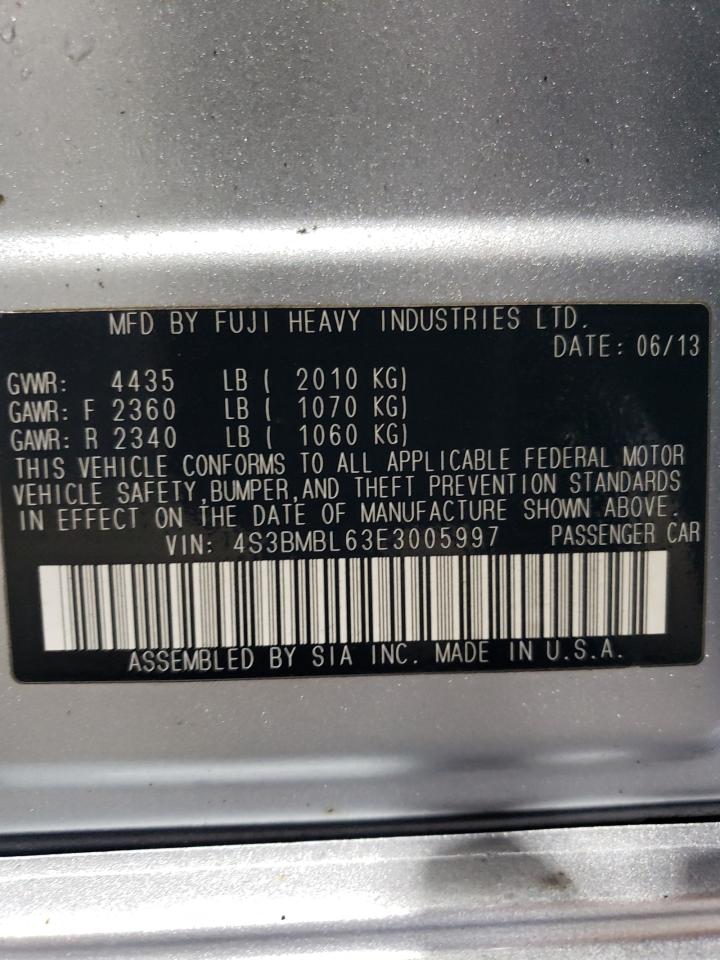 MFD BY FUJI HEAVY INDUSTRIES LTD.
DATE: 06/13
GVWR: 4435 LB ( 2010 KG)
GAWR: F 2360 LB ( 1070 KG)
GAWR: R 2340 LB ( 1060 KG)
THIS VEHICLE CONFORMS TO ALL APPLICABLE FEDERAL MOTOR
VEHICLE SAFETY,BUMPER,AND THEFT PREVENTION STANDARDS
IN EFFECT ON THE DATE OF MANUFACTURE SHOWN ABOVE.
VIN: 4S3BMBL63E3005997 PASSENGER CAR
ASSEMBLED BY SIA INC. MADE IN U.S.A.